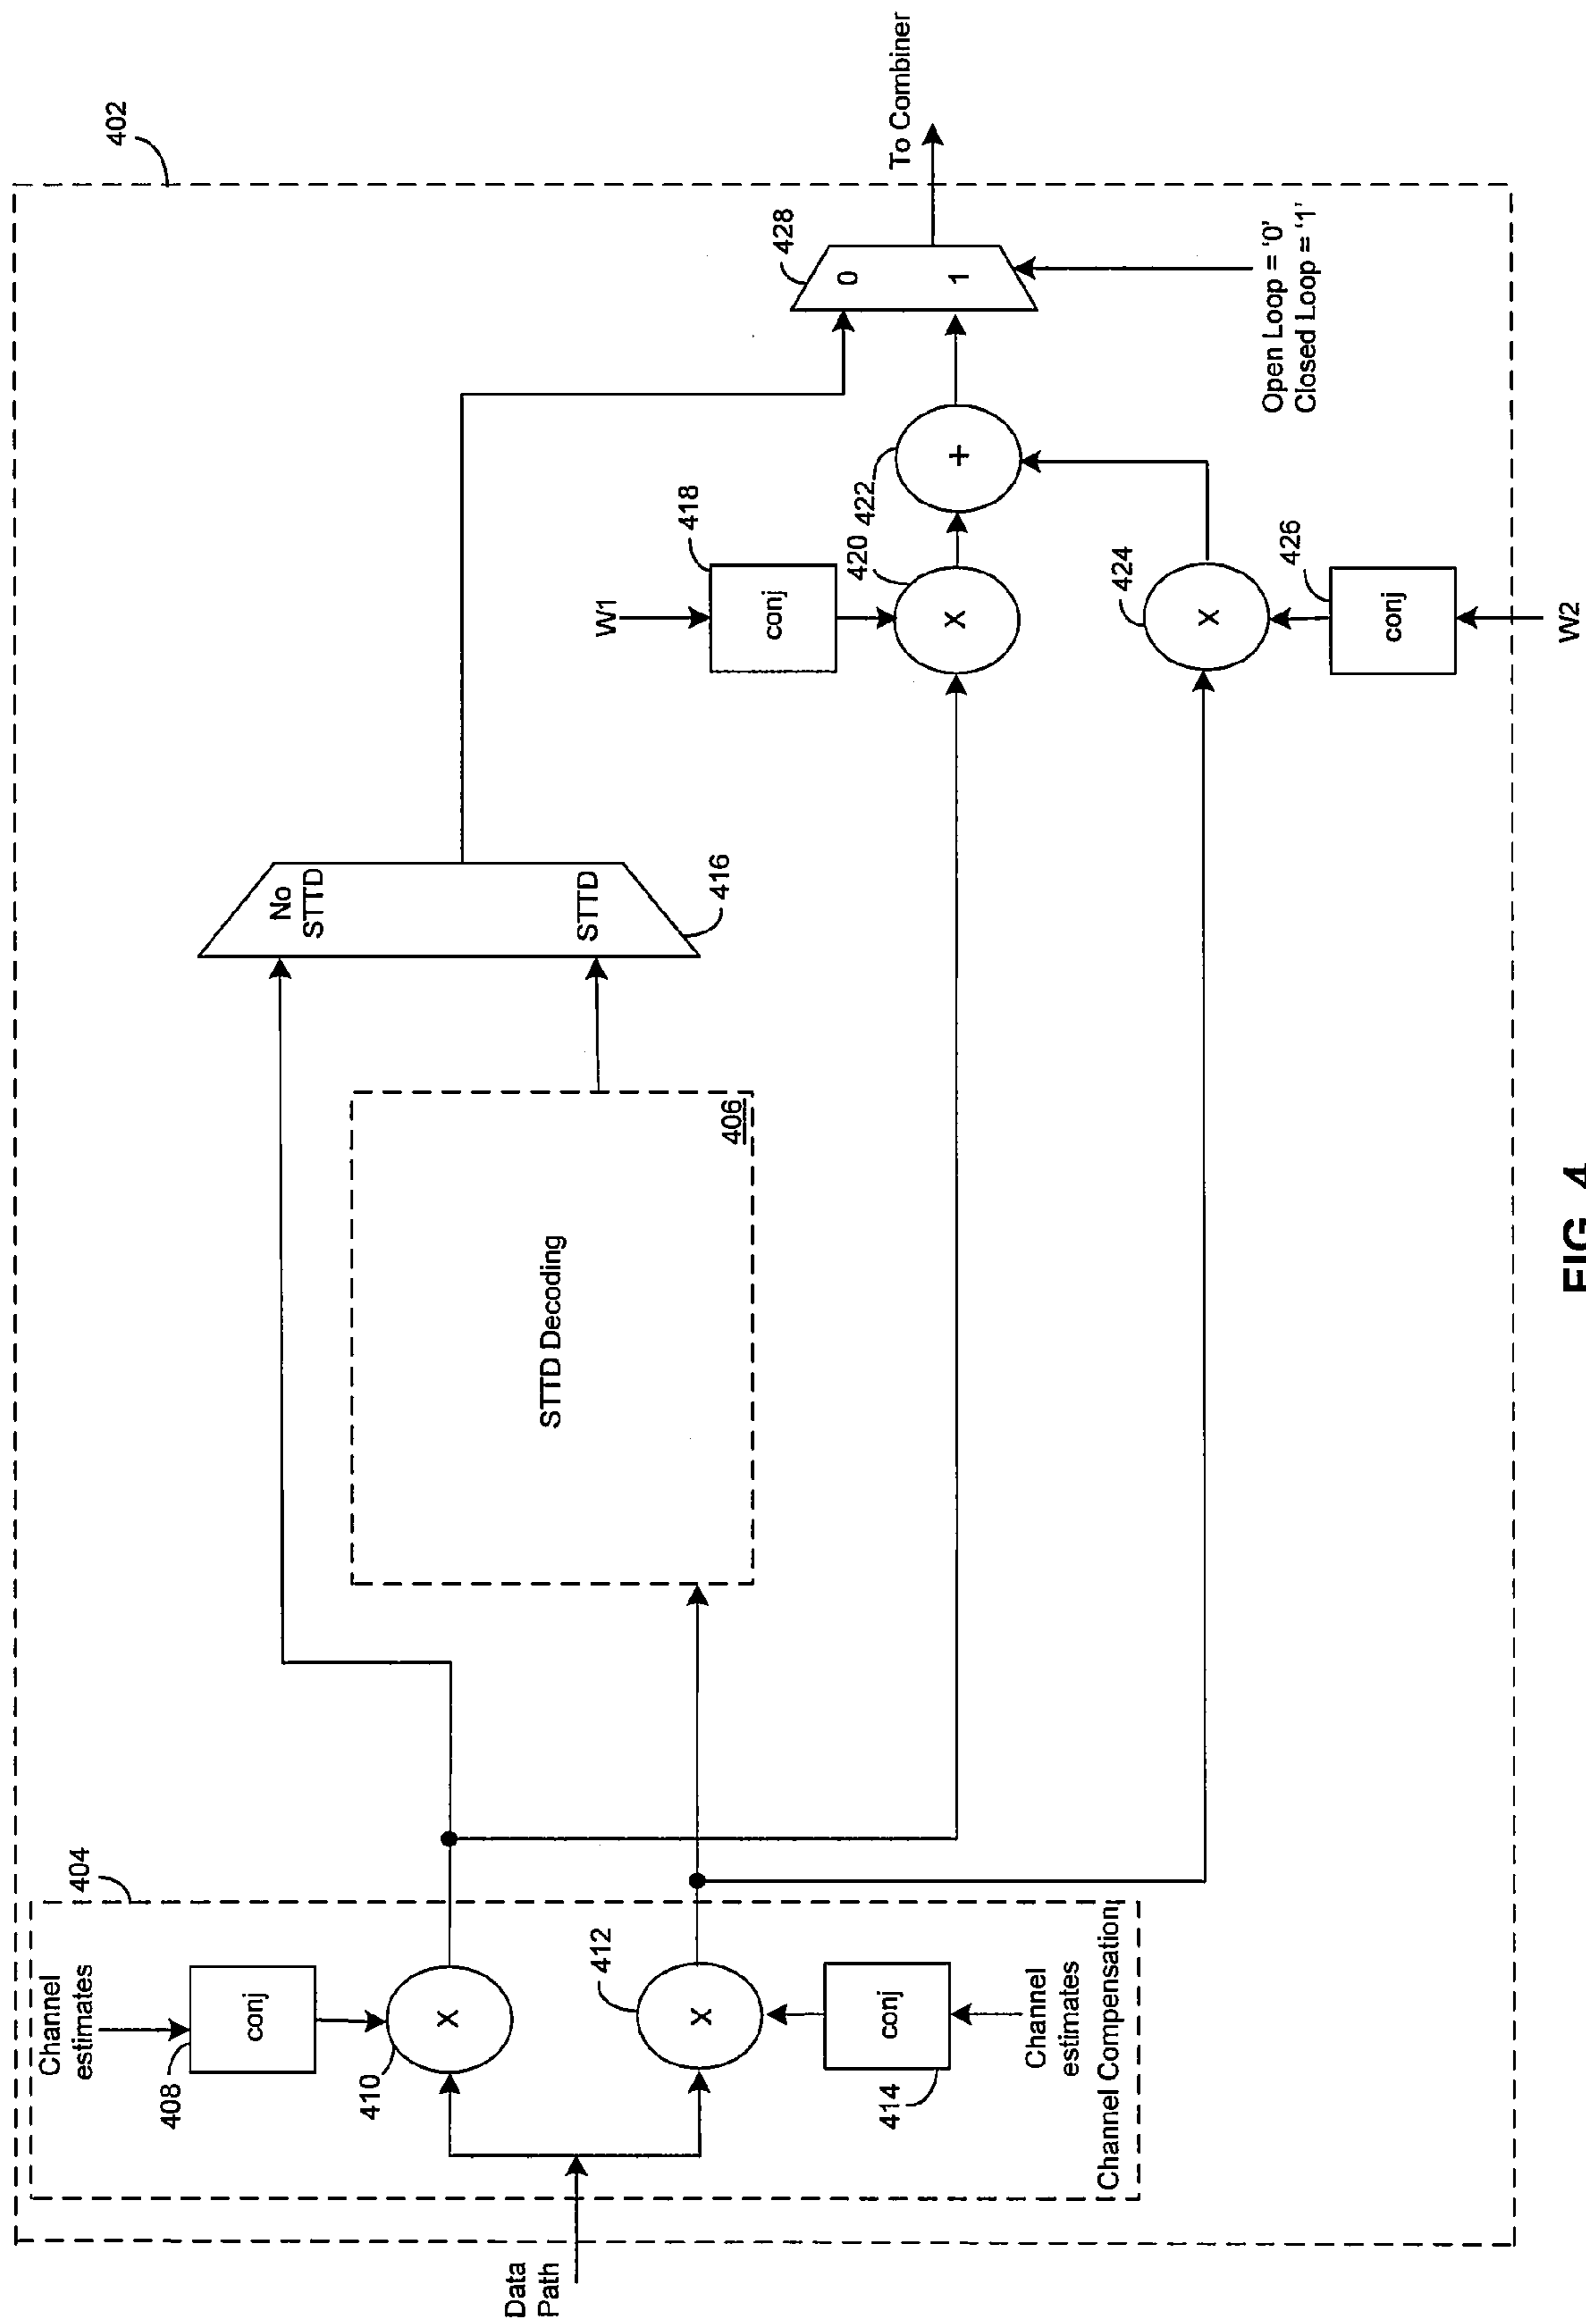 402
To Combiner
428
0
1
Open Loop = '0'
Closed Loop = '1'
422
+
W1
418
conj
420
X
424
X
426
conj
W2
No
STTD
STTD
416
STTD Decoding
406
404
Channel
estimates
conj
408
410
X
412
X
conj
414
Channel
estimates
Channel Compensation
Data
Path
FIG. 4